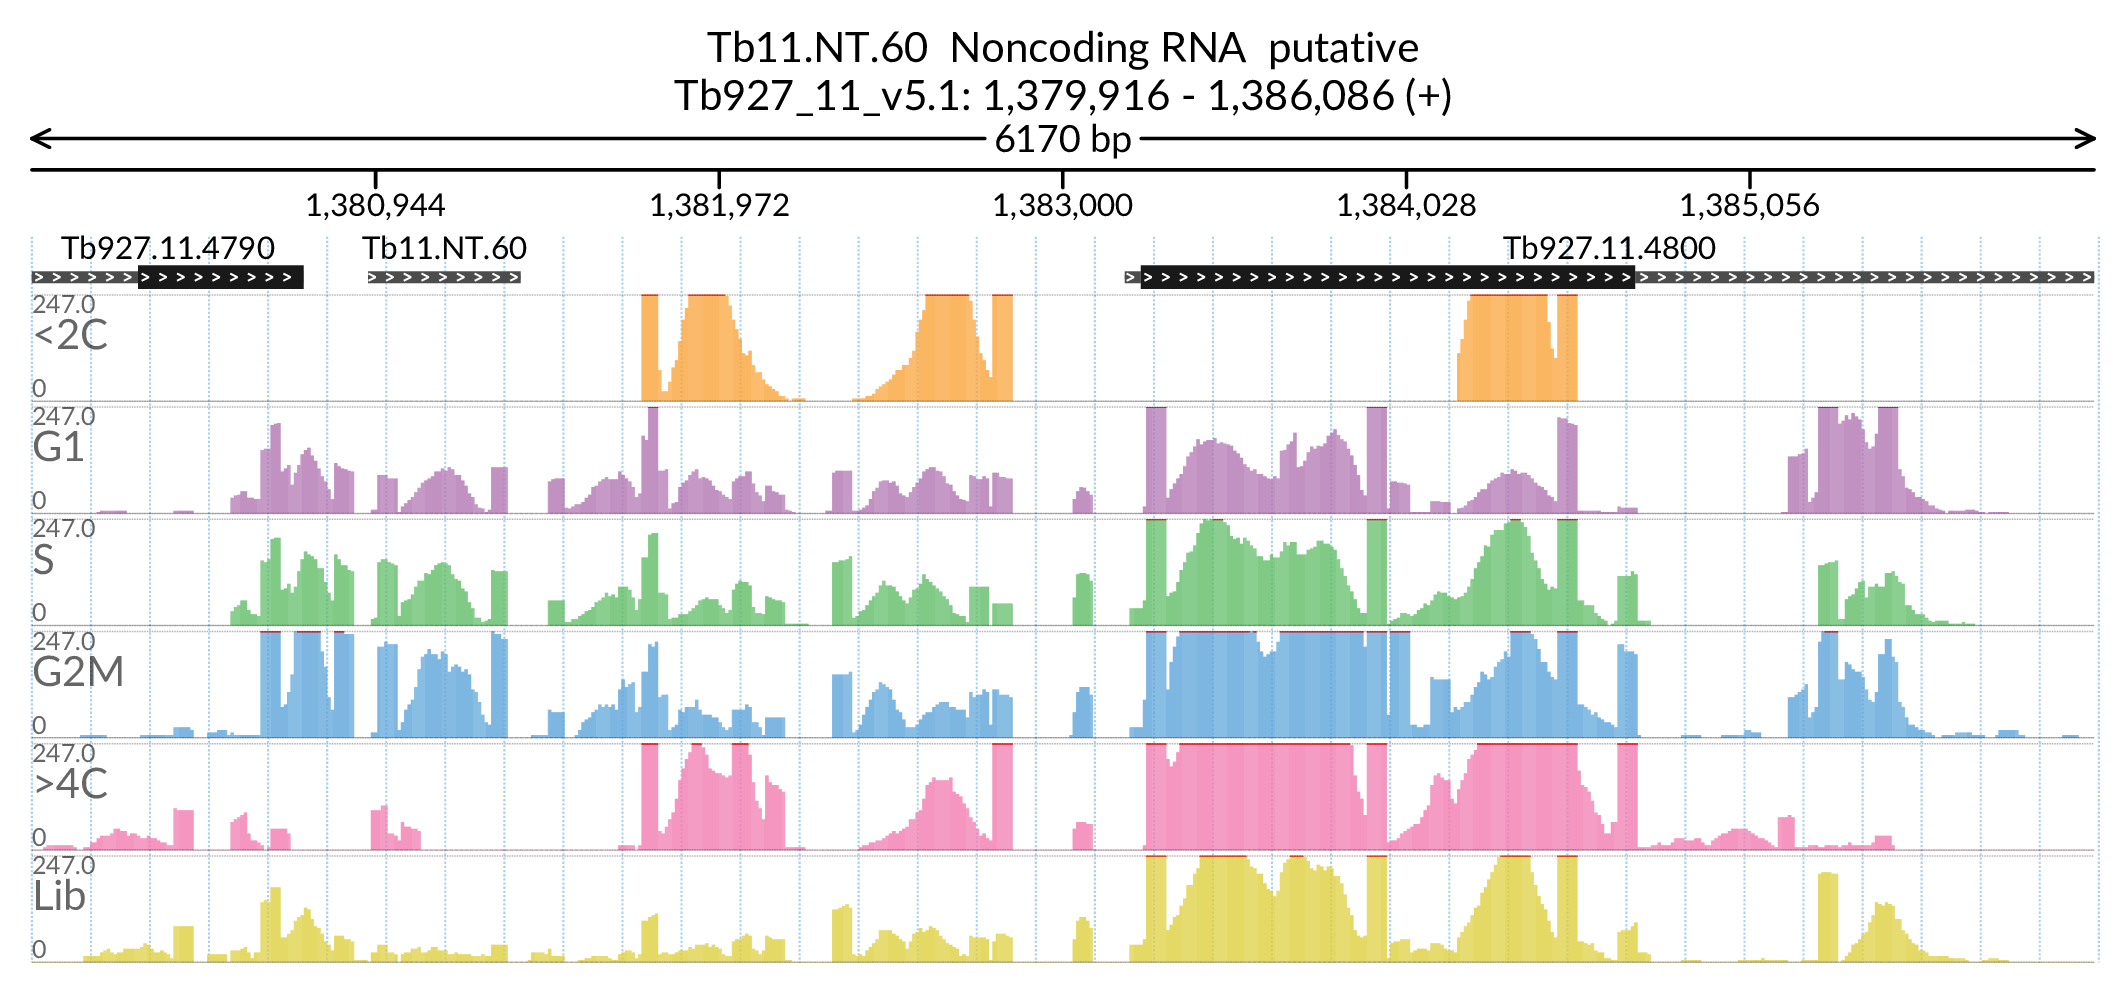 Tb11.NT.60 Noncoding RNA putative
Tb927_11_v5.1: 1,379,916 - 1,386,086 (+)
6170 bp
1,380,944 1,381,972 1,383,000 1,384,028 1,385,056
Tb927.11.4790 Tb11.NT.60 Tb927.11.4800
247.0
<2C
0
247.0
G1
0
247.0
S
0
247.0
G2M
0
247.0
>4C
0
247.0
Lib
0